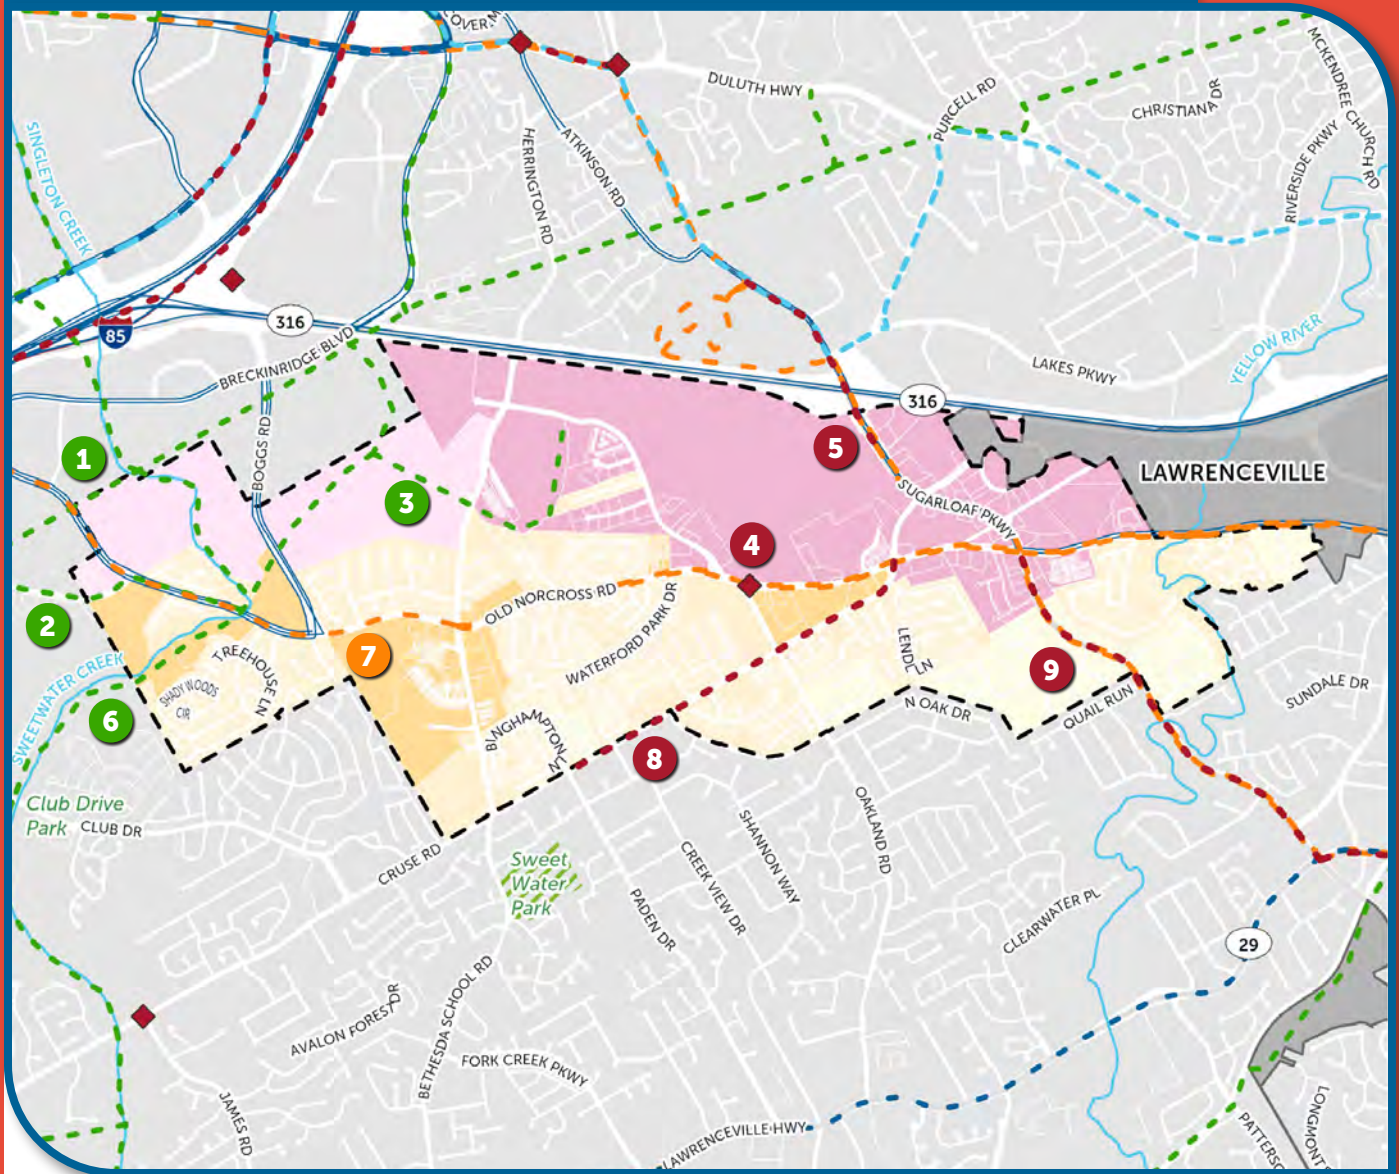 COVER M
DULUTH HWY
PURCELL RD
CHRISTIANA DR
MCKENDREE CHURCH RD
RIVERSIDE PKWY
SINGLETON CREEK
HERRINGTON RD
ATKINSON RD
316
85
BRECKINRIDGE BLVD
LAKES PKWY
YELLOW RIVER
316
BOGGS RD
1
5
LAWRENCEVILLE
3
SUGARLOAF PKWY
4
2
OLD NORCROSS RD
WATERFORD PARK DR
7
LENDL LN
9
SWEETWATER CREEK
TREEHOUSE LN
SHADY WOODS
CIR
6
N OAK DR
QUAIL RUN
SUNDALE DR
BINGHAMPTON LN
8
Club Drive
Park
CLUB DR
CRUSE RD
Sweet
Water
Park
SHANNON WAY
OAKLAND RD
CREEK VIEW DR
PADEN DR
CLEARWATER PL
29
AVALON FOREST DR
BETHESDA SCHOOL RD
FORK CREEK PKWY
JAMES RD
LAWRENCEVILLE HWY
PATTERSO
LONGMONT